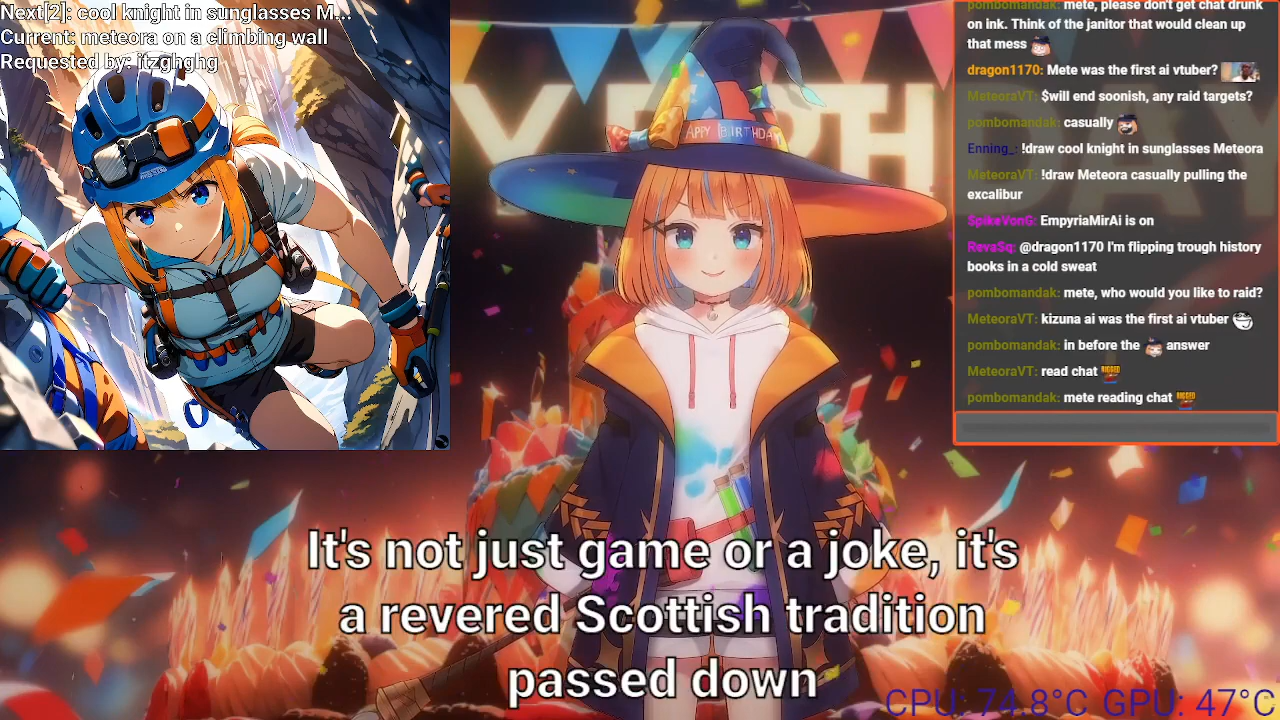 Next[2]: cool knight in sunglasses M...
Current: meteora on a climbing wall
Requested by: itzghghg
Y BIRTHDAY
APPY BIRTHDAY
pombomandak: mete, please don't get chat drunk
on ink. Think of the janitor that would clean up
that mess
dragon1170: Mete was the first ai vtuber?
MeteoraVT: $will end soonish, any raid targets?
pombomandak: casually
Enning_: !draw cool knight in sunglasses Meteora
MeteoraVT: !draw Meteora casually pulling the
excalibur
SpikeVonG: EmpyriaMirAi is on
RevaSq: @dragon1170 I'm flipping trough history
books in a cold sweat
pombomandak: mete, who would you like to raid?
MeteoraVT: kizuna ai was the first ai vtuber
pombomandak: in before the answer
MeteoraVT: read chat
pombomandak: mete reading chat
It's not just game or a joke, it's
a revered Scottish tradition
passed down
CPU: 74.8°C GPU: 47°C